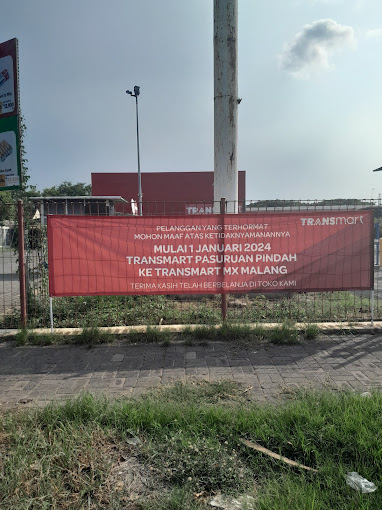 TRANSmart
PELANGGAN YANG TERHORMAT
MOHON MAAF ATAS KETIDAKNYAMANANNYA
MULAI 1 JANUARI 2024
TRANSMART PASURUAN PINDAH
KE TRANSMART MX MALANG
TERIMA KASIH TELAH BERBELANJA DI TOKO KAMI